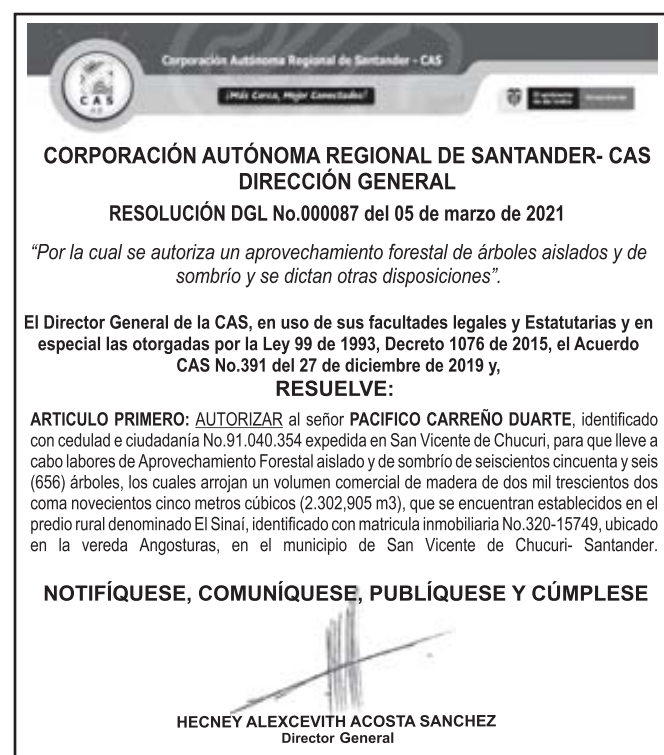 Corporación Autónoma Regional de Santander - CAS
CAS
¡Más Cerca, Mejor Conectados!
CORPORACIÓN AUTÓNOMA REGIONAL DE SANTANDER- CAS
DIRECCIÓN GENERAL
RESOLUCIÓN DGL No.000087 del 05 de marzo de 2021
“Por la cual se autoriza un aprovechamiento forestal de árboles aislados y de
sombrío y se dictan otras disposiciones”.
El Director General de la CAS, en uso de sus facultades legales y Estatutarias y en
especial las otorgadas por la Ley 99 de 1993, Decreto 1076 de 2015, el Acuerdo
CAS No.391 del 27 de diciembre de 2019 y,
RESUELVE:
ARTICULO PRIMERO: AUTORIZAR al señor PACIFICO CARREÑO DUARTE, identificado
con cedulad e ciudadanía No.91.040.354 expedida en San Vicente de Chucuri, para que lleve a
cabo labores de Aprovechamiento Forestal aislado y de sombrío de seiscientos cincuenta y seis
(656) árboles, los cuales arrojan un volumen comercial de madera de dos mil trescientos dos
coma novecientos cinco metros cúbicos (2.302,905 m3), que se encuentran establecidos en el
predio rural denominado El Sinaí, identificado con matricula inmobiliaria No.320-15749, ubicado
en la vereda Angosturas, en el municipio de San Vicente de Chucuri- Santander.
NOTIFÍQUESE, COMUNÍQUESE, PUBLÍQUESE Y CÚMPLESE
HECNEY ALEXCEVITH ACOSTA SANCHEZ
Director General